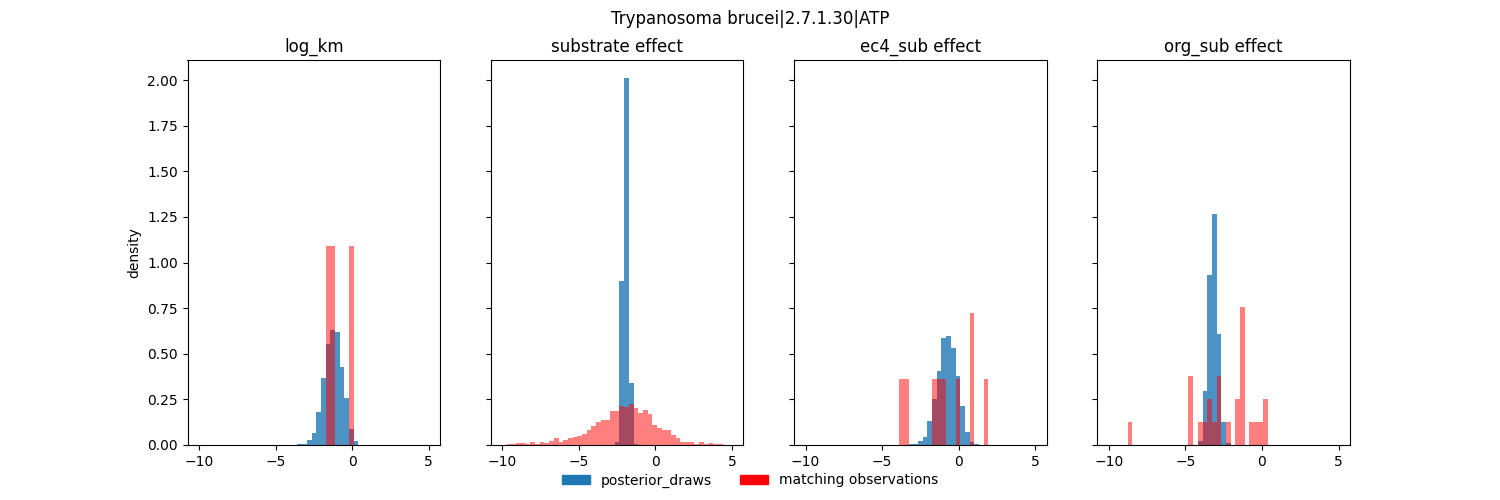 Trypanosoma brucei|2.7.1.30|ATP
log_km
substrate effect
ec4_sub effect
org_sub effect
density
2.00
1.75
1.50
1.25
1.00
0.75
0.50
0.25
0.00
−10 −5 0 5
−10 −5 0 5
−10 −5 0 5
−10 −5 0 5
posterior_draws
matching observations